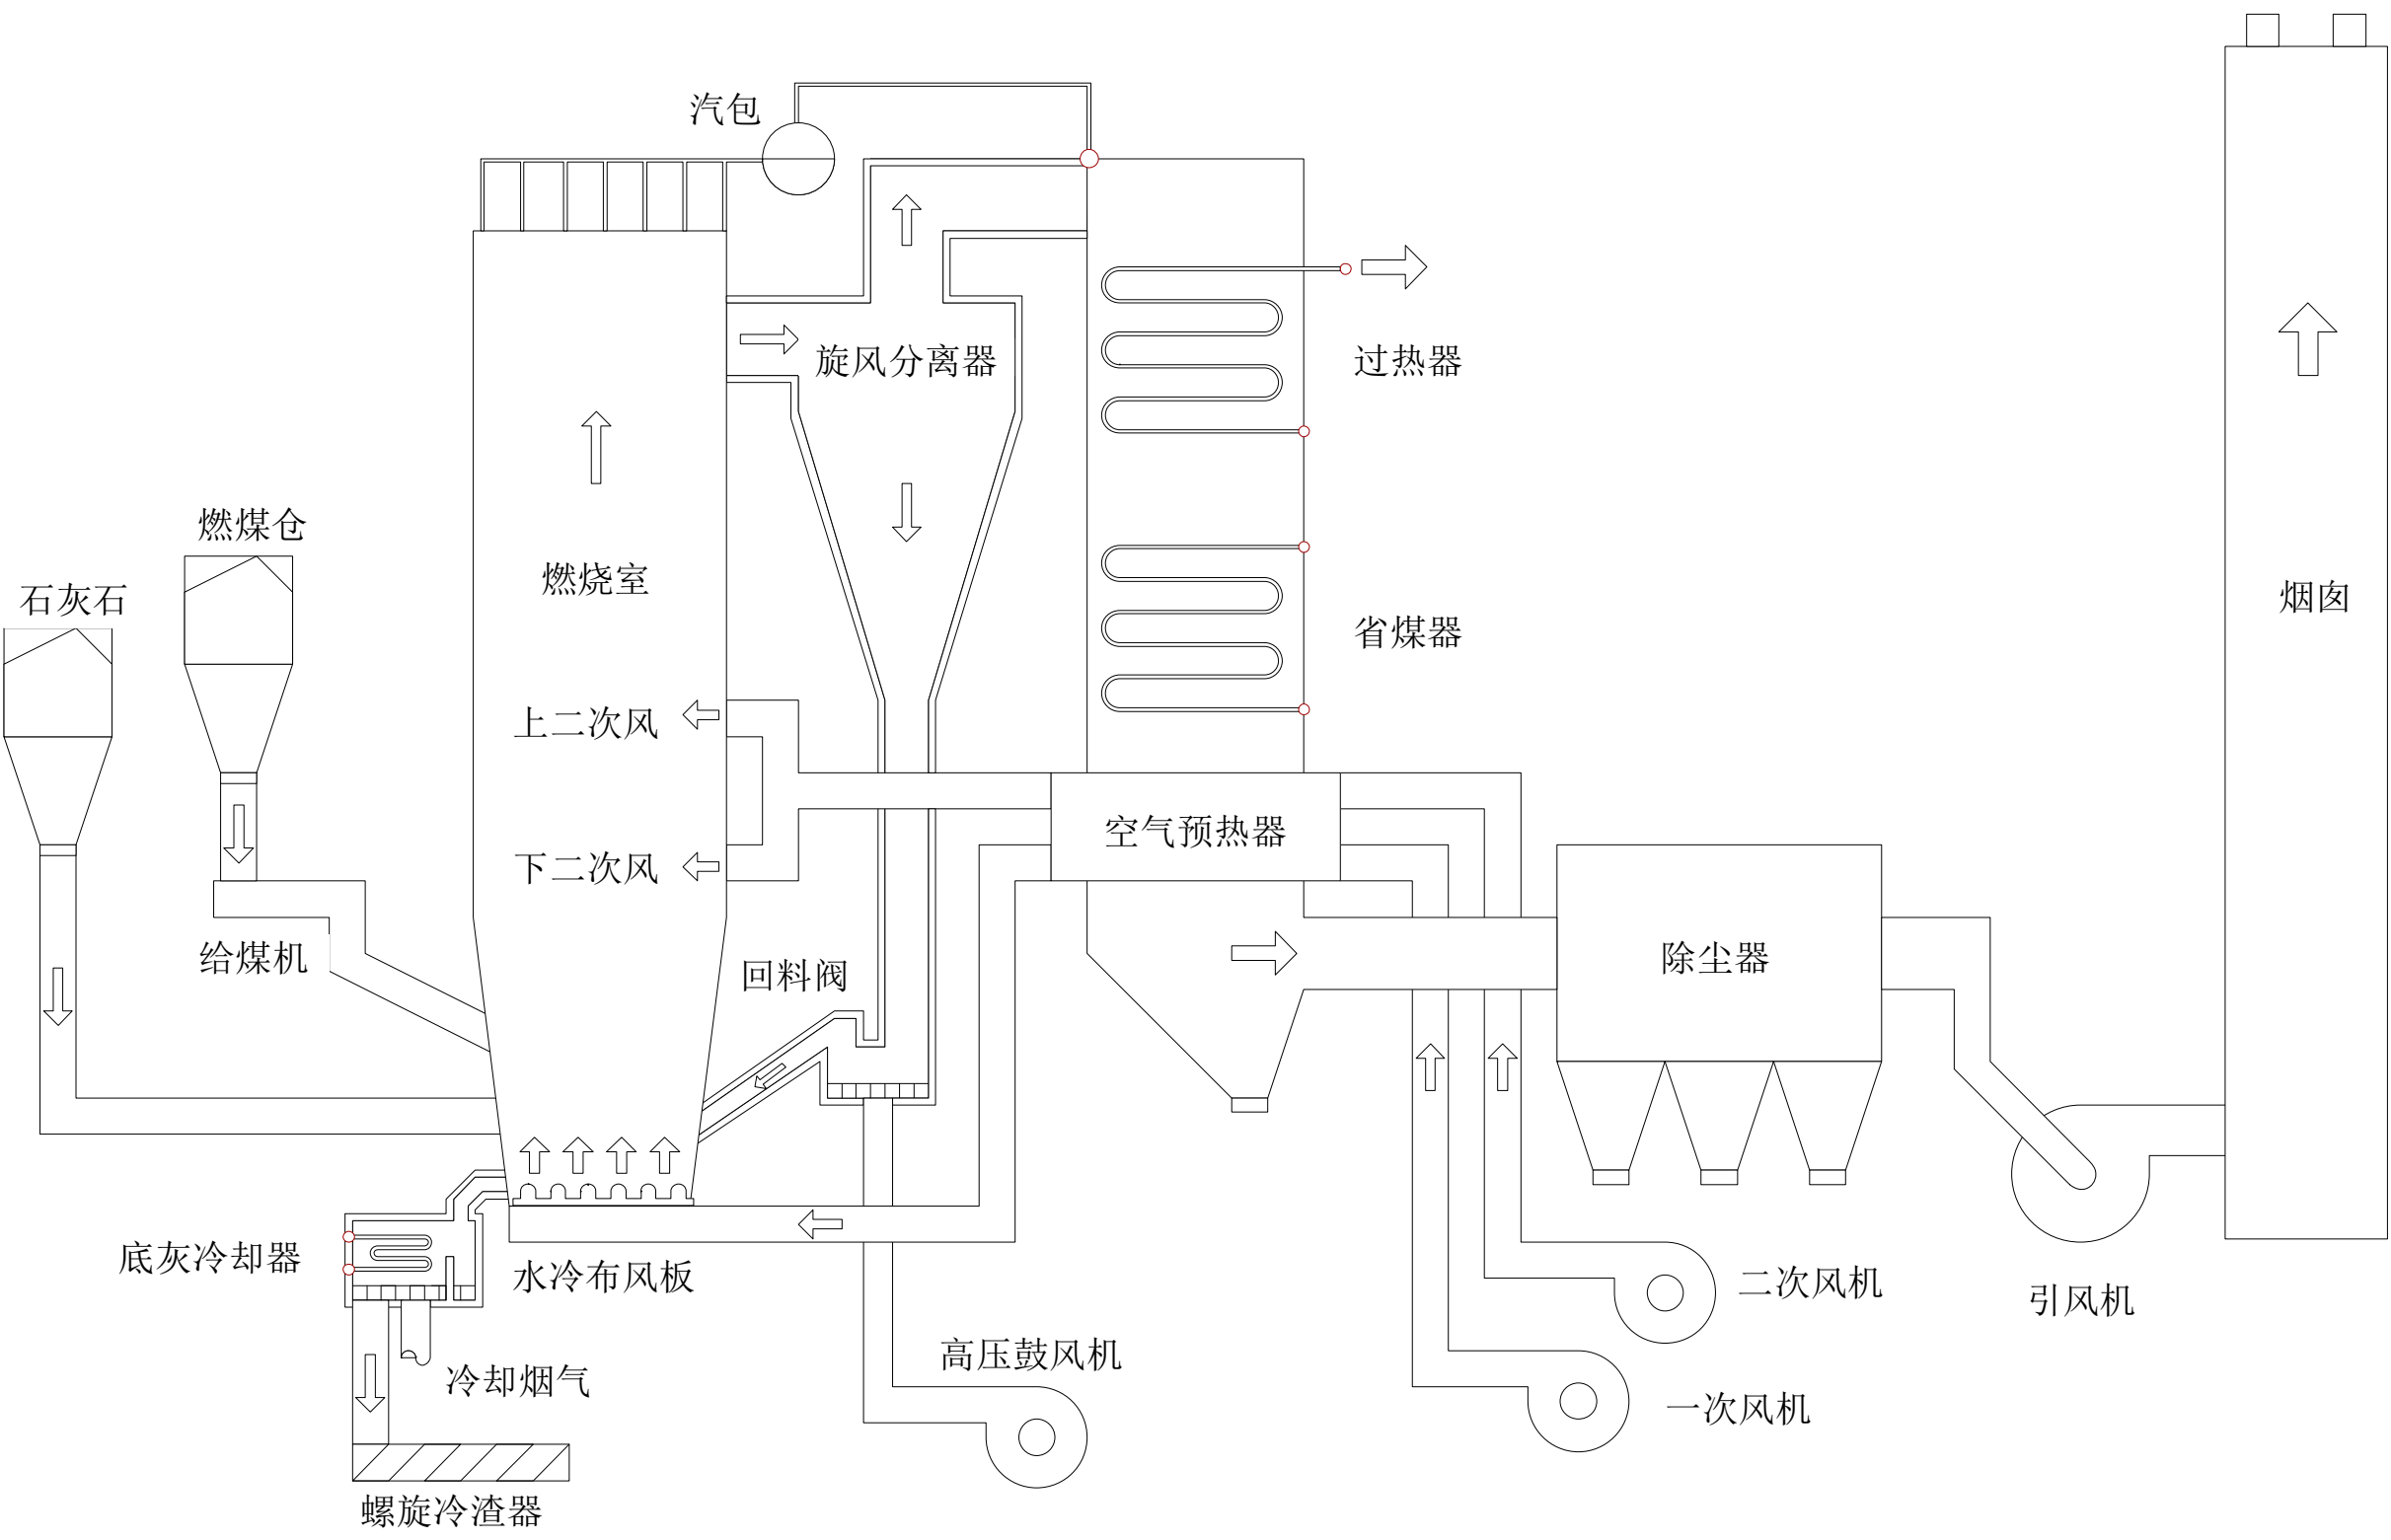 汽包
旋风分离器
过热器
燃煤仓
燃烧室
石灰石
烟囱
省煤器
上二次风
空气预热器
下二次风
给煤机
回料阀
除尘器
底灰冷却器
水冷布风板
二次风机
引风机
高压鼓风机
冷却烟气
一次风机
螺旋冷渣器